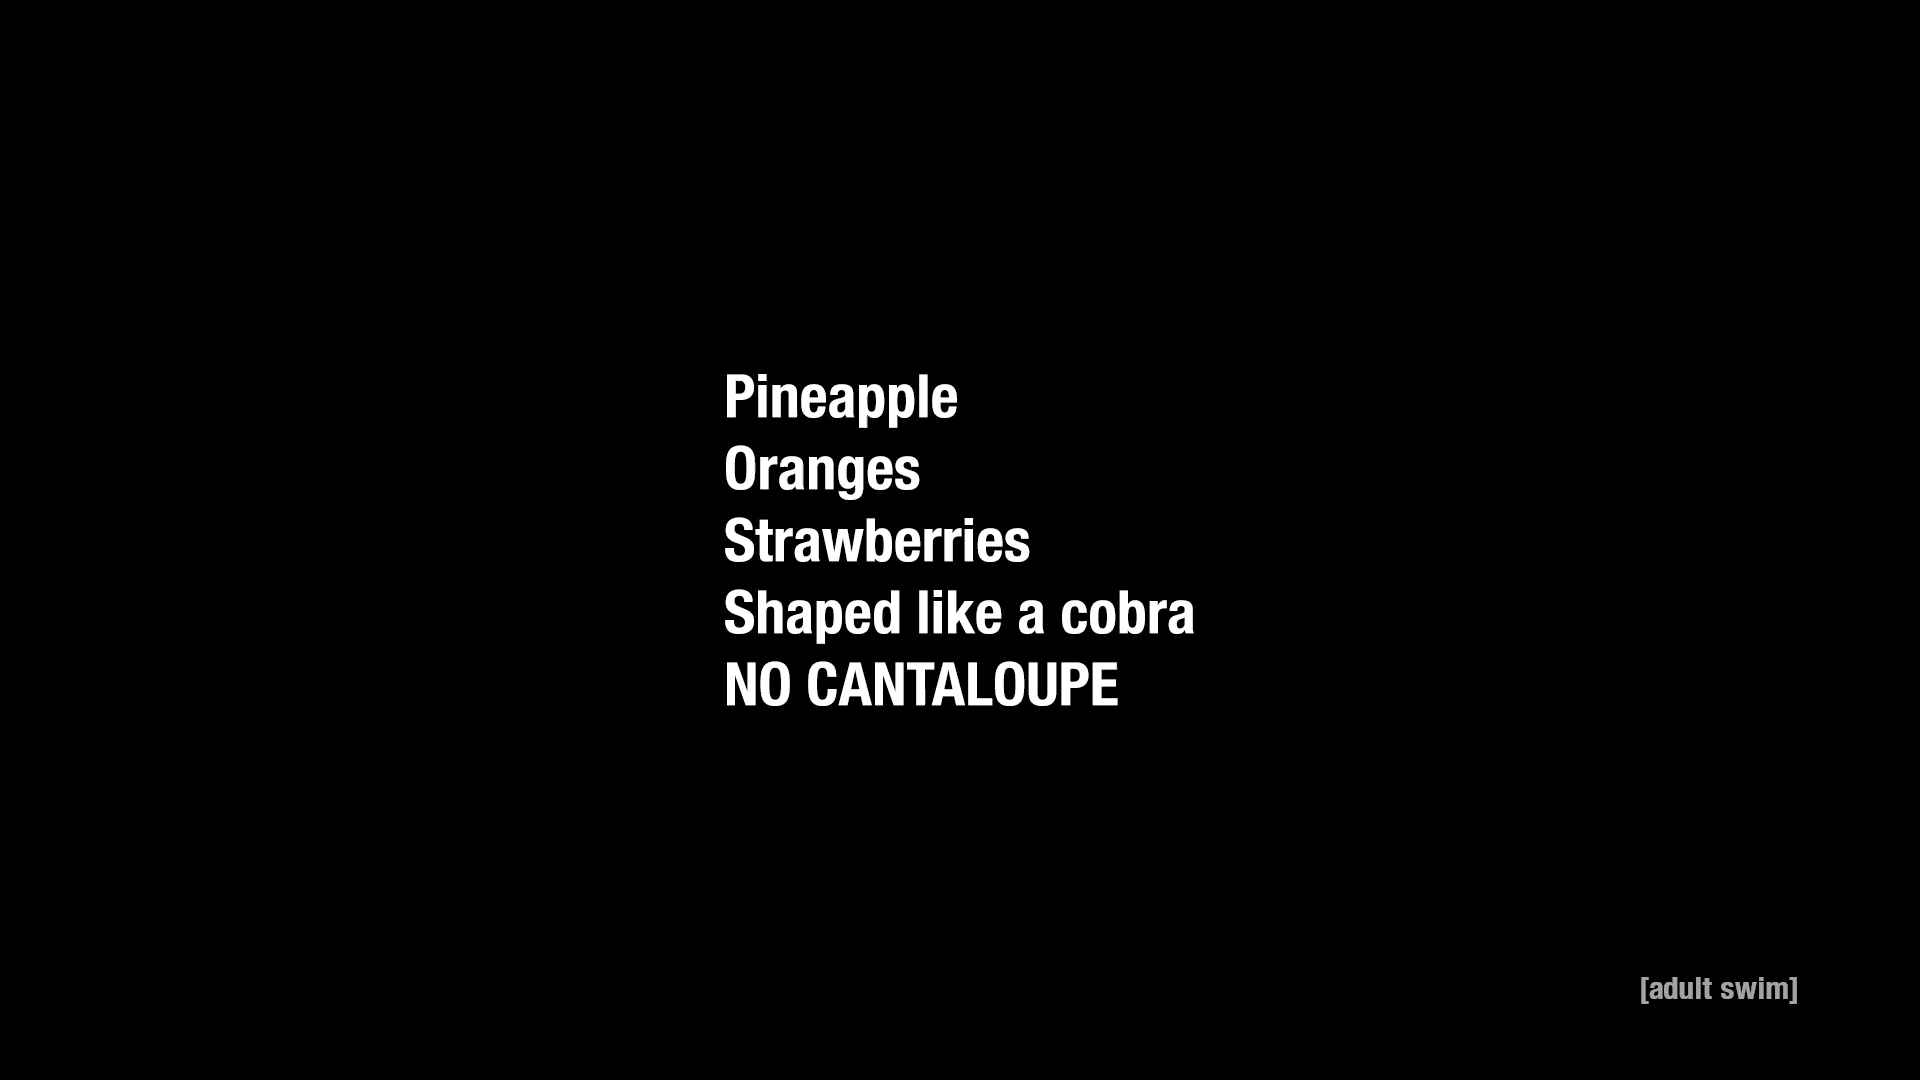 Pineapple
Oranges
Strawberries
Shaped like a cobra
NO CANTALOUPE
[adult swim]